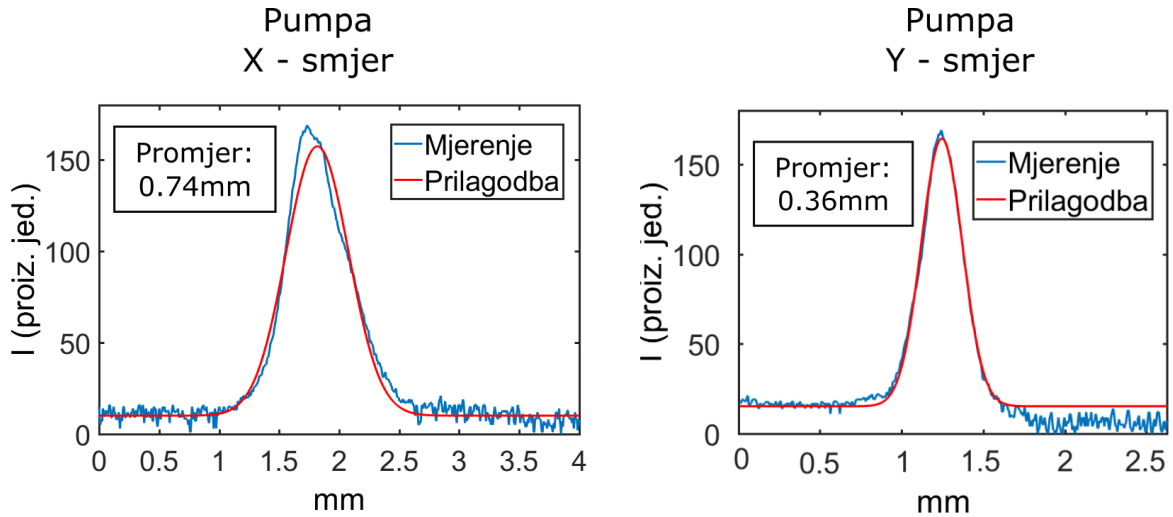 Pumpa
X - smjer
Promjer:
0.74mm
Mjerenje
Prilagodba
I (proiz. jed.)
150
100
50
0
0 0.5 1 1.5 2 2.5 3 3.5 4
mm
Pumpa
Y - smjer
Promjer:
0.36mm
Mjerenje
Prilagodba
I (proiz. jed.)
150
100
50
0
0 0.5 1 1.5 2 2.5
mm